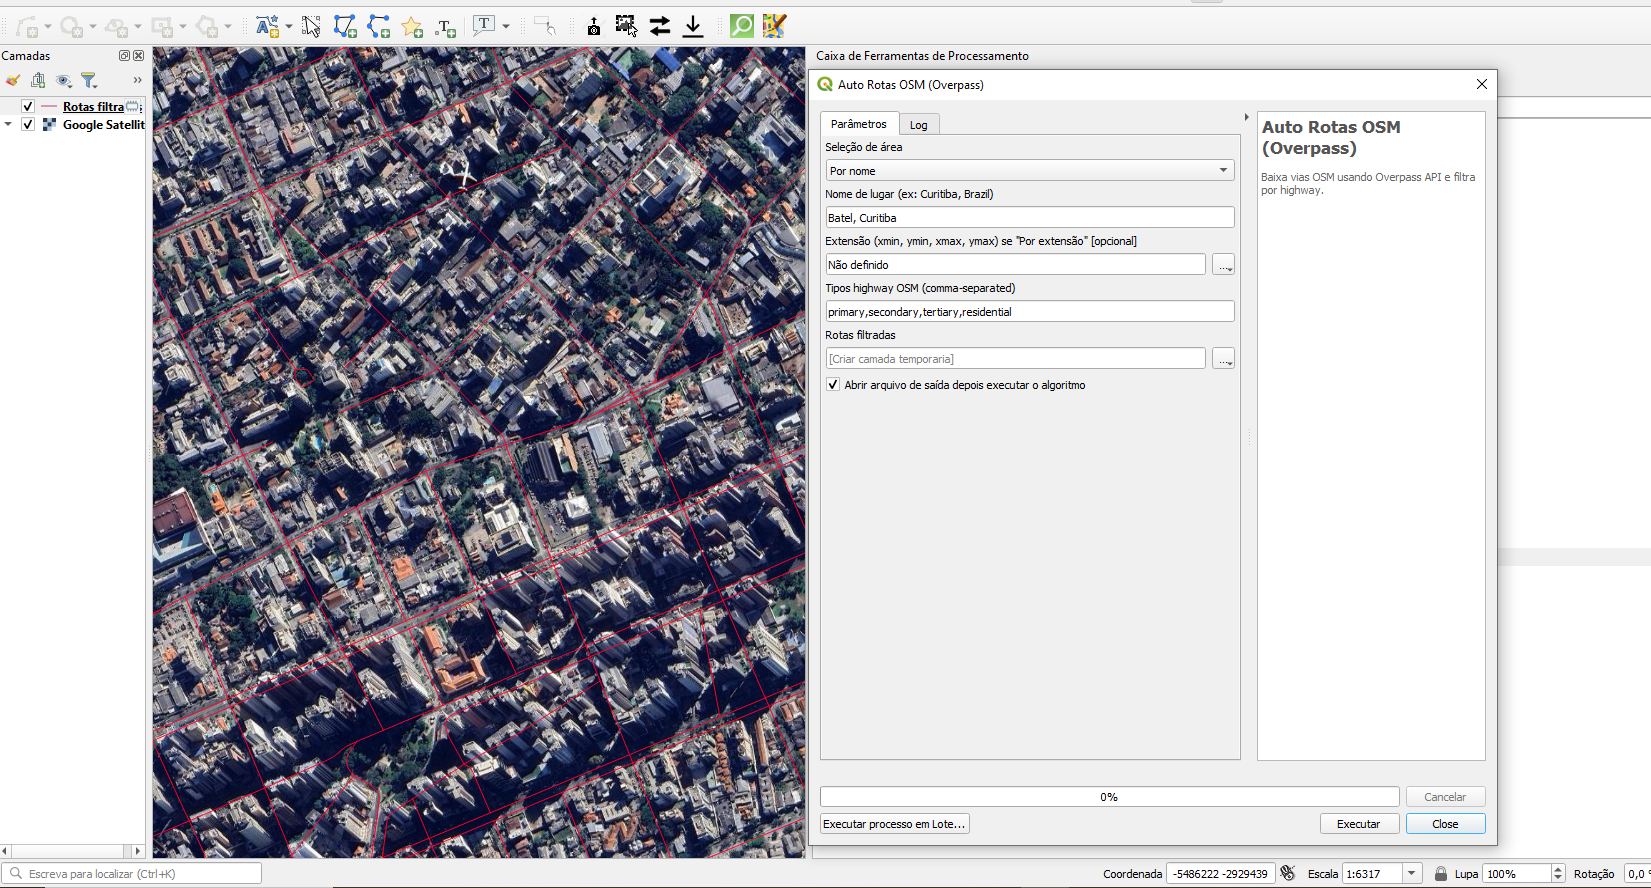 Camadas
Rotas filtra
Google Satellit
Caixa de Ferramentas de Processamento
Auto Rotas OSM (Overpass)
Parâmetros
Log
Seleção de área
Por nome
Nome de lugar (ex: Curitiba, Brazil)
Batel, Curitiba
Extensão (xmin, ymin, xmax, ymax) se "Por extensão" [opcional]
Não definido
...
Tipos highway OSM (comma-separated)
primary,secondary,tertiary,residential
Rotas filtradas
[Criar camada temporaria]
...
Abrir arquivo de saída depois executar o algoritmo
Auto Rotas OSM
(Overpass)
Baixa vias OSM usando Overpass API e filtra
por highway.
0%
Cancelar
Executar processo em Lote...
Executar
Close
Escreva para localizar (Ctrl+K)
Coordenada
-5486222 -2929439
Escala
1:6317
Lupa
100%
Rotação
0,0